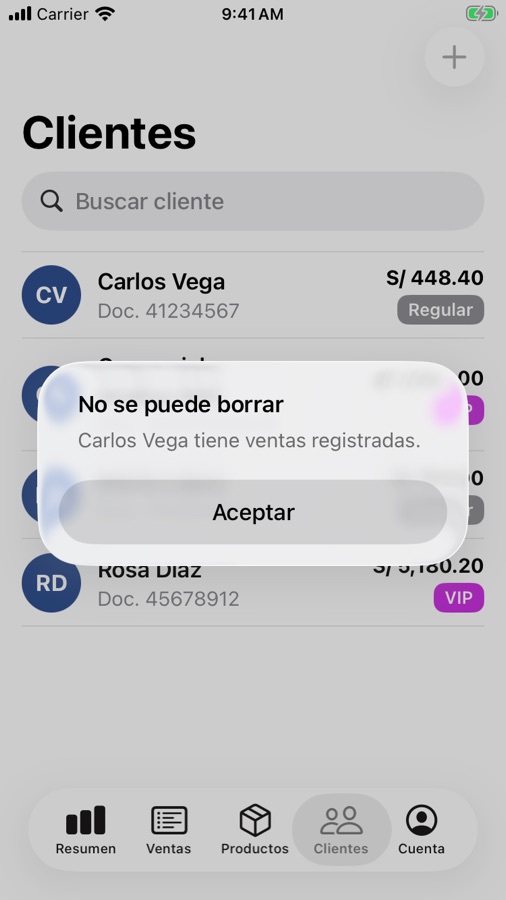 Carrier
9:41 AM
Clientes
Buscar cliente
CV
Carlos Vega
S/ 448.40
Doc. 41234567
Regular
No se puede borrar
Carlos Vega tiene ventas registradas.
Aceptar
RD
Rosa Díaz
S/ 5,180.20
Doc. 45678912
VIP
Resumen
Ventas
Productos
Clientes
Cuenta